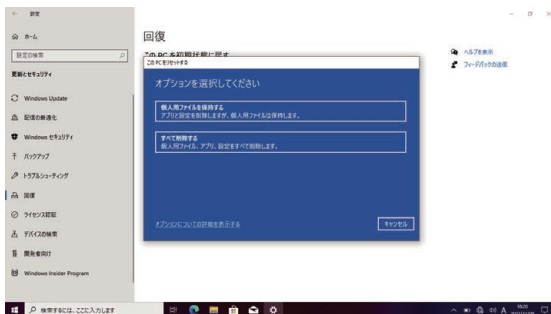 設定
ホーム
設定の検索
更新とセキュリティ
Windows Update
配信の最適化
Windows セキュリティ
バックアップ
トラブルシューティング
回復
ライセンス認証
デバイスの検索
開発者向け
Windows Insider Program
回復
この PC を初期状態に戻す
この PC をリセットする
オプションを選択してください
個人用ファイルを保持する
アプリと設定を削除しますが、個人用ファイルは保持します。
すべて削除する
個人用ファイル、アプリ、設定をすべて削除します。
オプションについての詳細を表示する
キャンセル
ヘルプを表示
フィードバックの送信
検索するには、ここに入力します
A
16:20